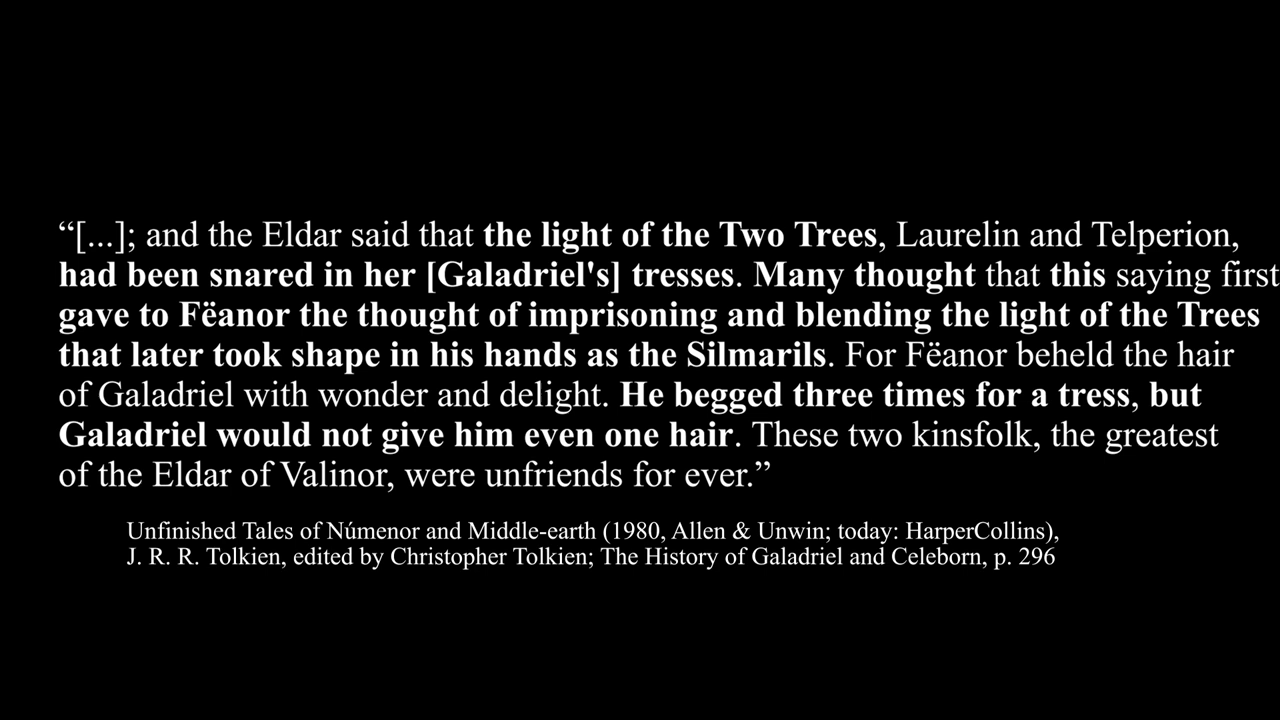 “[...]; and the Eldar said that the light of the Two Trees, Laurelin and Telperion,
had been snared in her [Galadriel's] tresses. Many thought that this saying first
gave to Fëanor the thought of imprisoning and blending the light of the Trees
that later took shape in his hands as the Silmarils. For Fëanor beheld the hair
of Galadriel with wonder and delight. He begged three times for a tress, but
Galadriel would not give him even one hair. These two kinsfolk, the greatest
of the Eldar of Valinor, were unfriends for ever.”
Unfinished Tales of Númenor and Middle-earth (1980, Allen & Unwin; today: HarperCollins),
J. R. R. Tolkien, edited by Christopher Tolkien; The History of Galadriel and Celeborn, p. 296